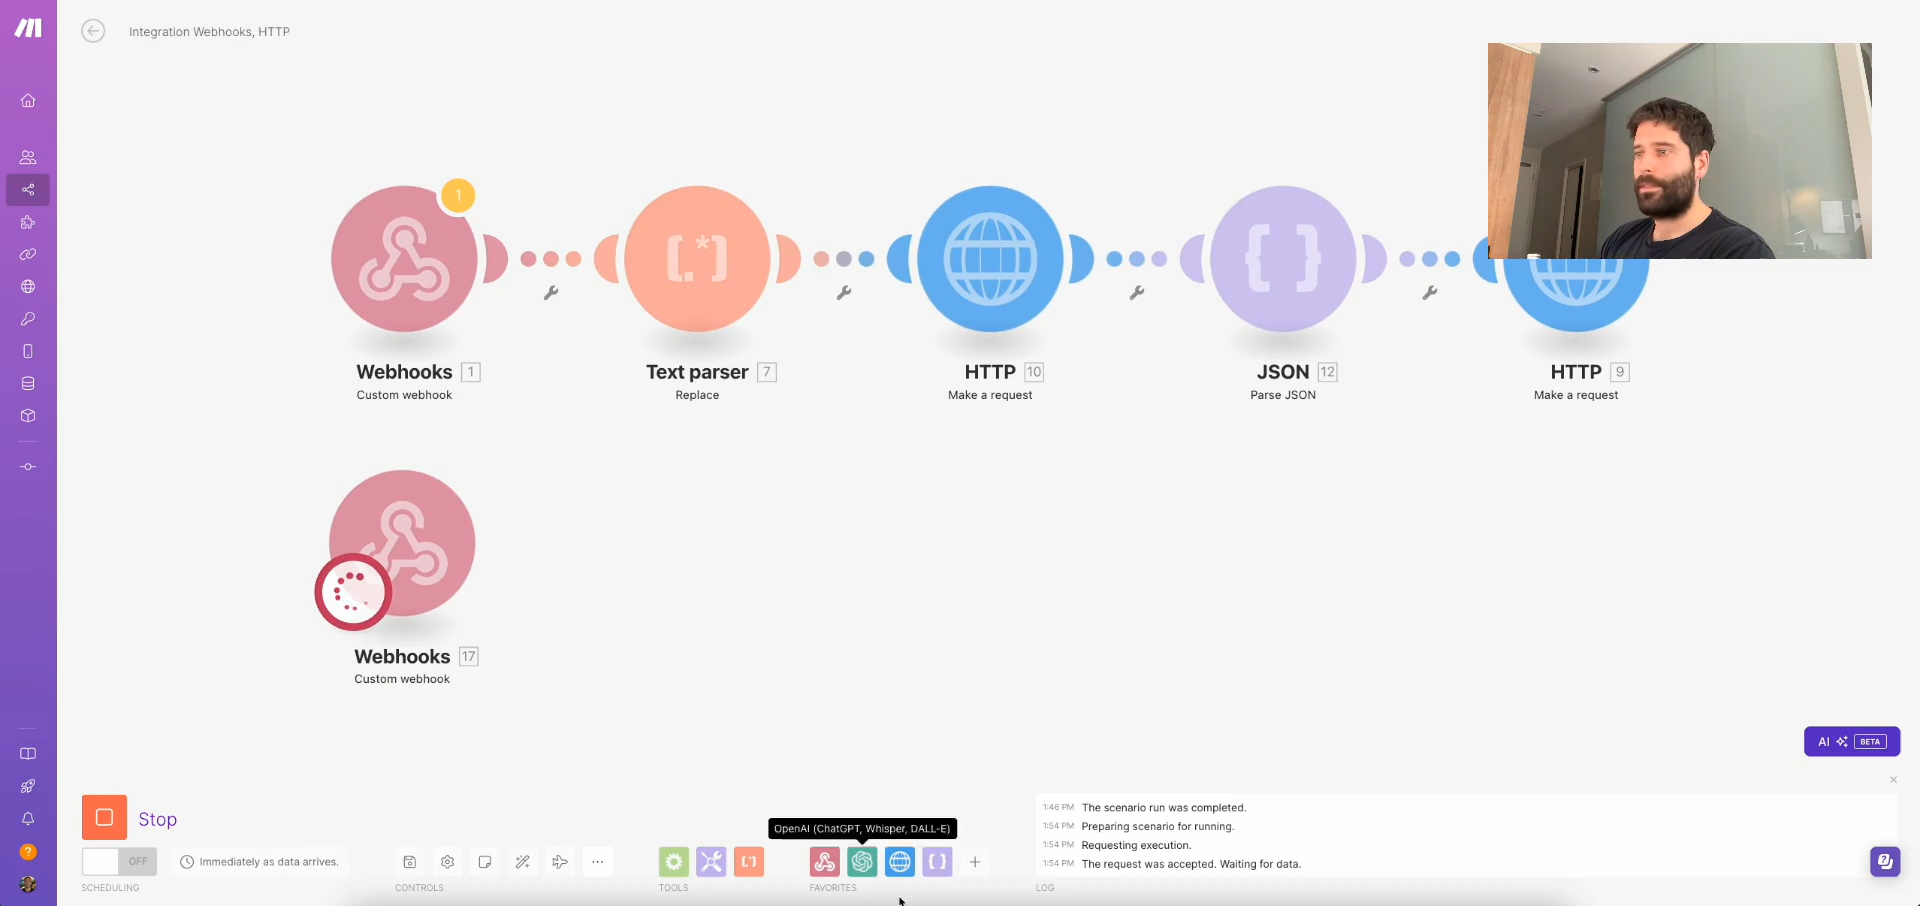 Integration Webhooks, HTTP
1
[.*]
{ }
Webhooks 1
Custom webhook
Text parser 7
Replace
HTTP 10
Make a request
JSON 12
Parse JSON
HTTP 9
Make a request
Webhooks 17
Custom webhook
AI BETA
Stop
OpenAI (ChatGPT, Whisper, DALL-E)
1:46 PM The scenario run was completed.
1:54 PM Preparing scenario for running.
1:54 PM Requesting execution.
1:54 PM The request was accepted. Waiting for data.
OFF
Immediately as data arrives.
SCHEDULING
CONTROLS
TOOLS
FAVORITES
LOG